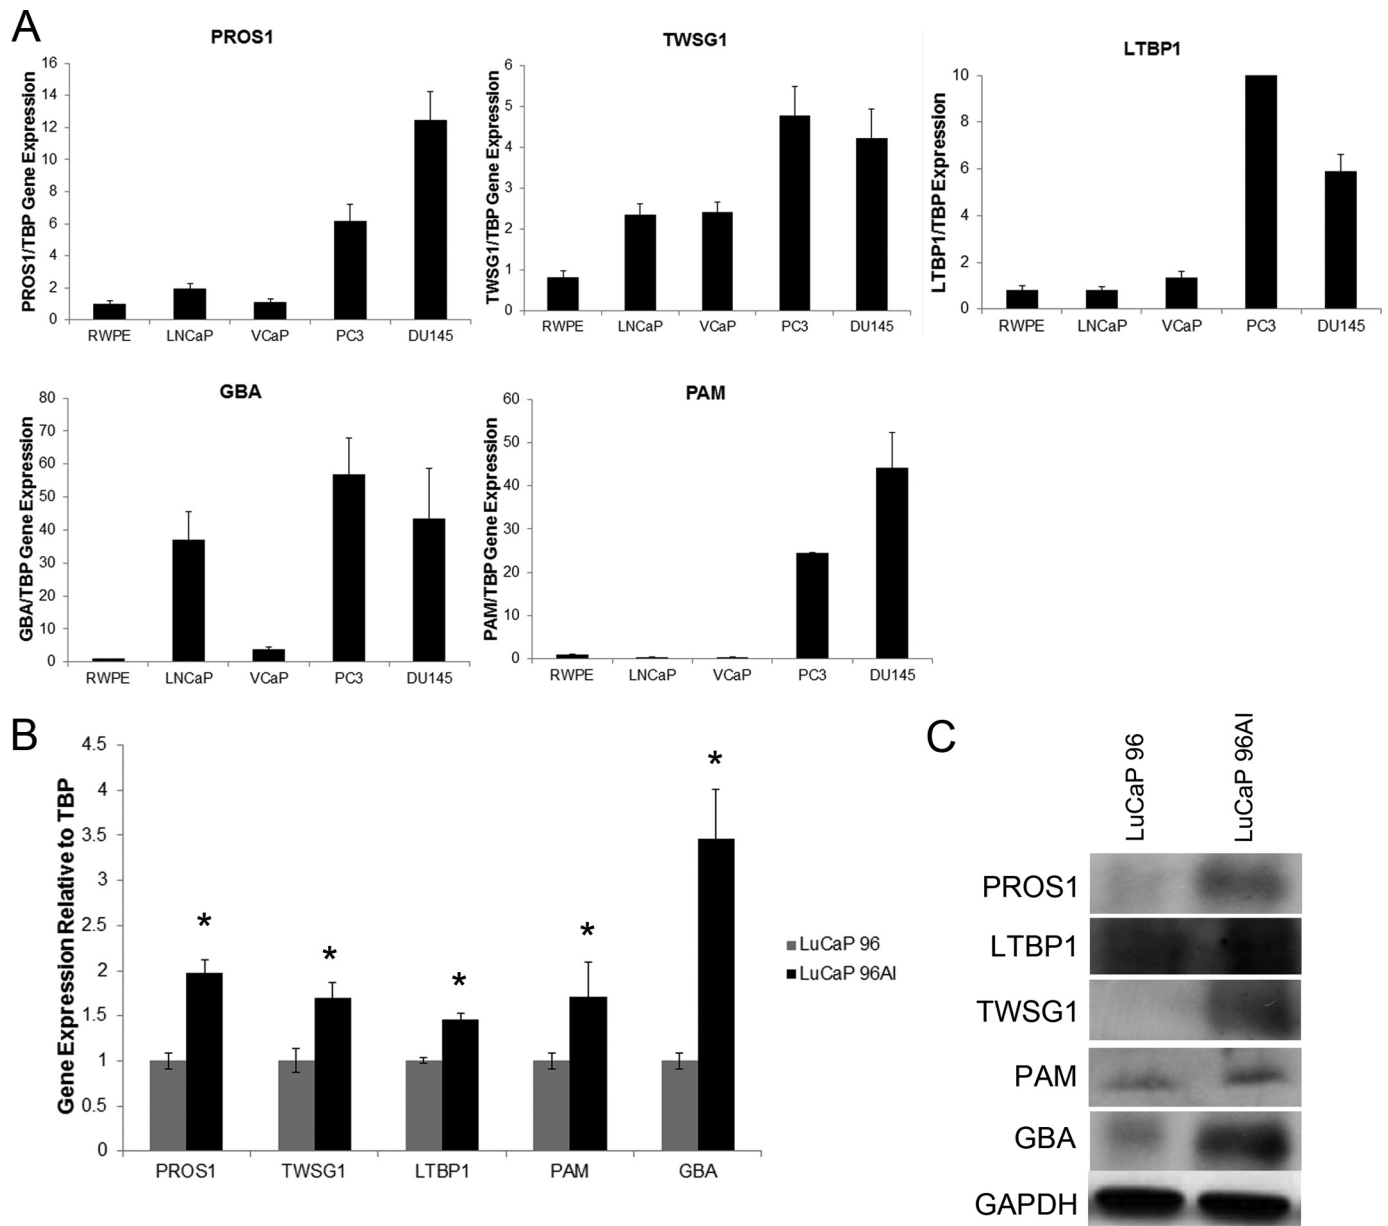 A
PROS1
PROS1/TBP Gene Expression
16
14
12
10
8
6
4
2
0
RWPE LNCaP VCaP PC3 DU145
TWSG1
TWSG1/TBP Gene Expression
6
5
4
3
2
1
0
RWPE LNCaP VCaP PC3 DU145
LTBP1
LTBP1/TBP Expression
10
8
6
4
2
0
RWPE LNCaP VCaP PC3 DU145
GBA
GBA/TBP Gene Expression
80
70
60
50
40
30
20
10
0
RWPE LNCaP VCaP PC3 DU145
PAM
PAM/TBP Gene Expression
60
50
40
30
20
10
0
RWPE LNCaP VCaP PC3 DU145
B
Gene Expression Relative to TBP
4.5
4
3.5
3
2.5
2
1.5
1
0.5
0
* * * * *
PROS1 TWSG1 LTBP1 PAM GBA
LuCaP 96
LuCaP 96AI
C
LuCaP 96
LuCaP 96AI
PROS1
LTBP1
TWSG1
PAM
GBA
GAPDH